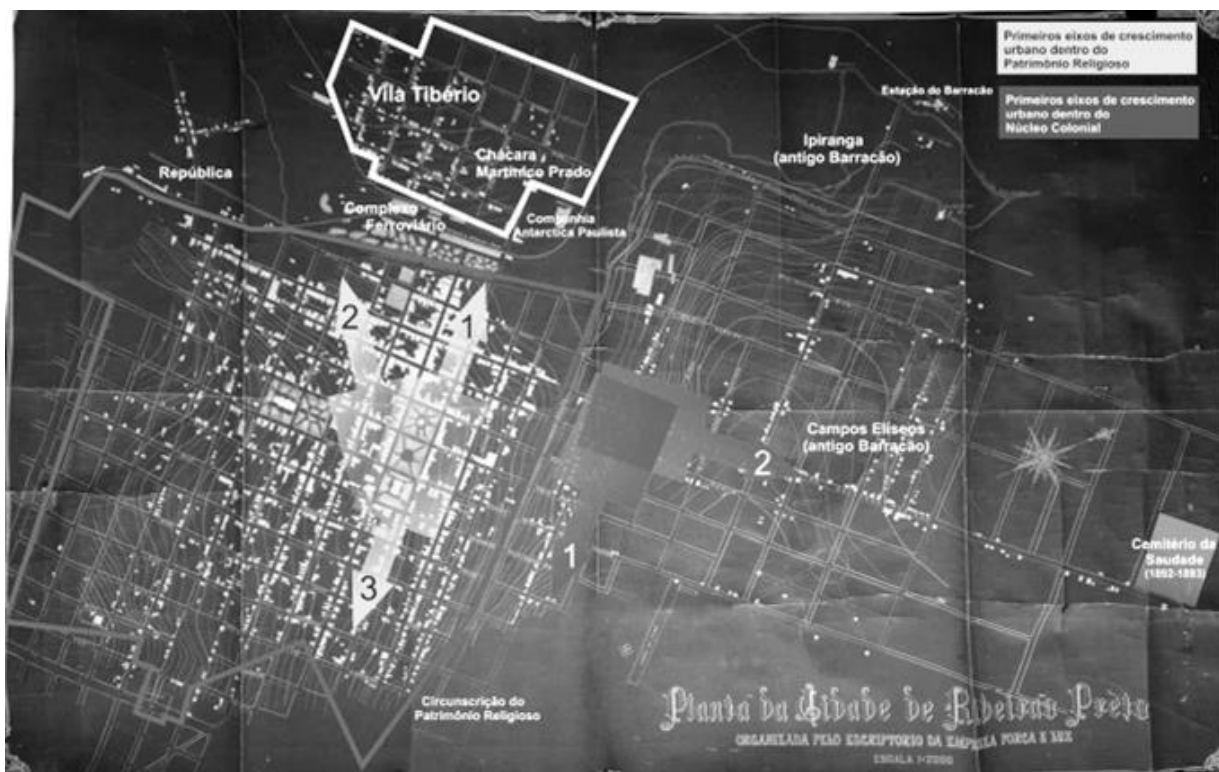 Primeiros eixos de crescimento
urbano dentro do
Patrimônio Religioso
Primeiros eixos de crescimento
urbano dentro do
Núcleo Colonial
Vila Tibério
Estação do Barracão
Ipiranga
(antigo Barracão)
República
Chácara
Martinico Prado
Complexo
Ferroviário
Companhia
Antarctica Paulista
2
1
Campos Elíseos
(antigo Barracão)
2
1
3
Cemitério da
Saudade
(1892-1893)
Circunscrição do
Patrimônio Religioso
Planta da Cidade de Ribeirão Preto
ORGANIZADA PELO ESCRIPTORIO DA EMPREZA FORÇA E LUZ
ESCALA 1:2000